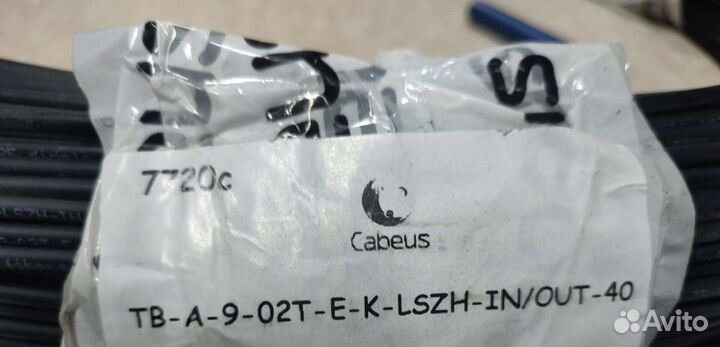 7720c
Cabeus
TB-A-9-02T-E-K-LSZH-IN/OUT-40
Avito